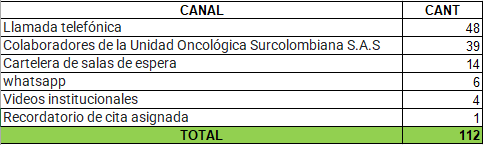 CANAL CANT
Llamada telefónica 48
Colaboradores de la Unidad Oncológica Surcolombiana S.A.S 39
Cartelera de salas de espera 14
whatsapp 6
Videos institucionales 4
Recordatorio de cita asignada 1
TOTAL 112